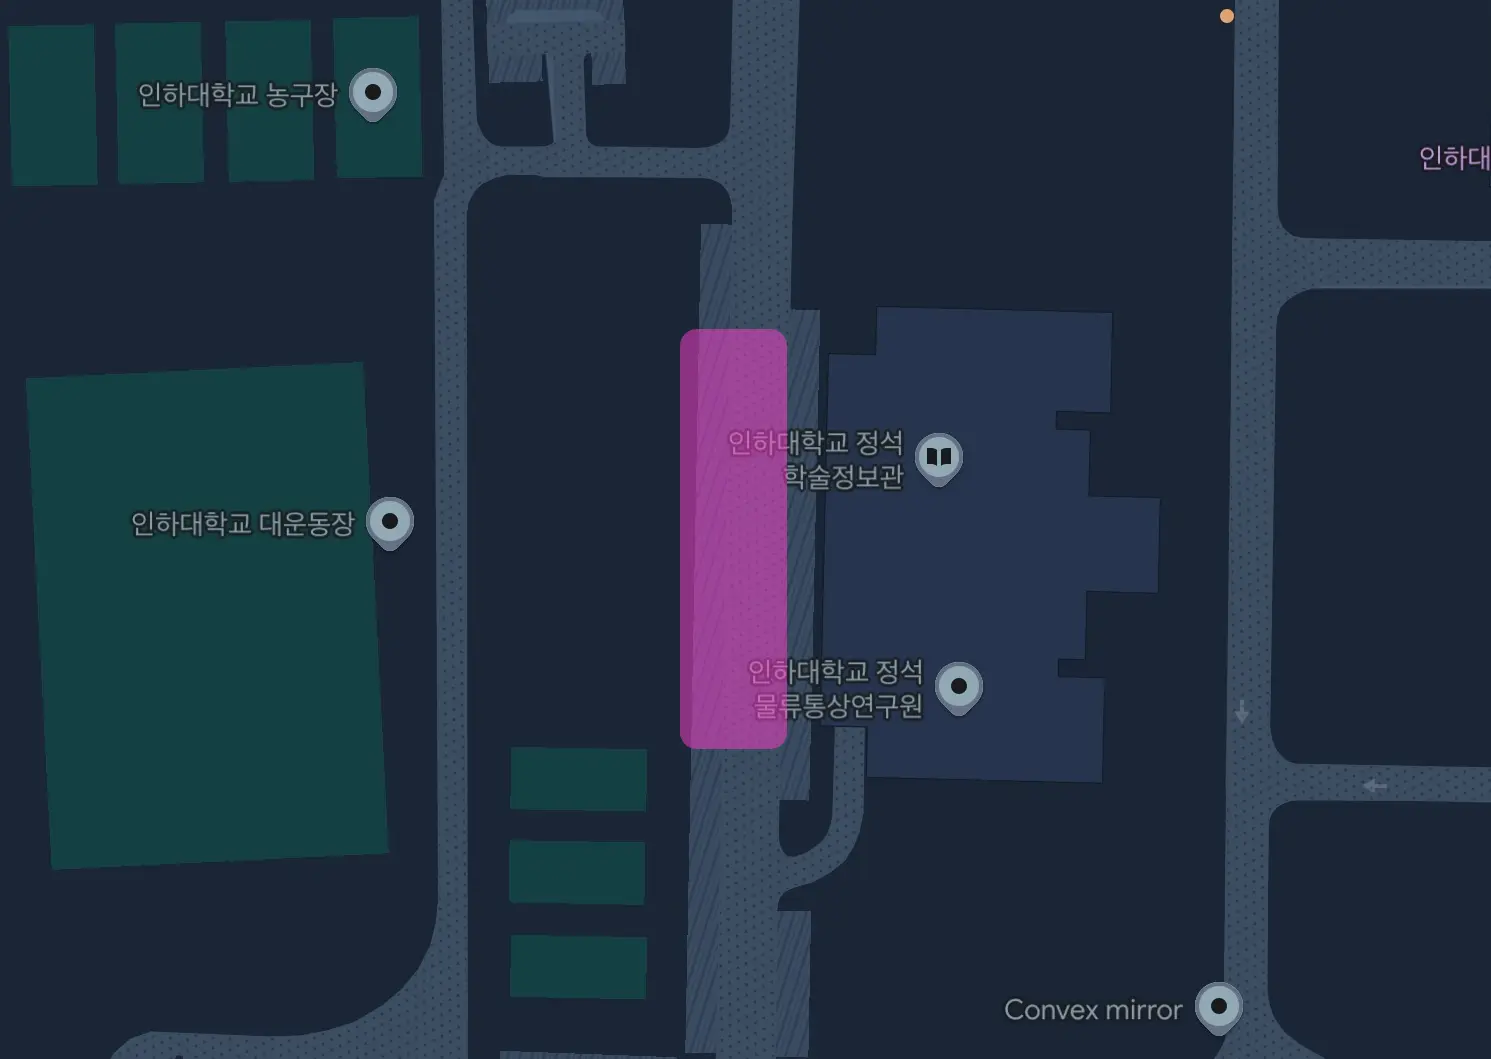 인하대학교 농구장
인하대
인하대학교 정석
학술정보관
인하대학교 대운동장
인하대학교 정석
물류통상연구원
Convex mirror